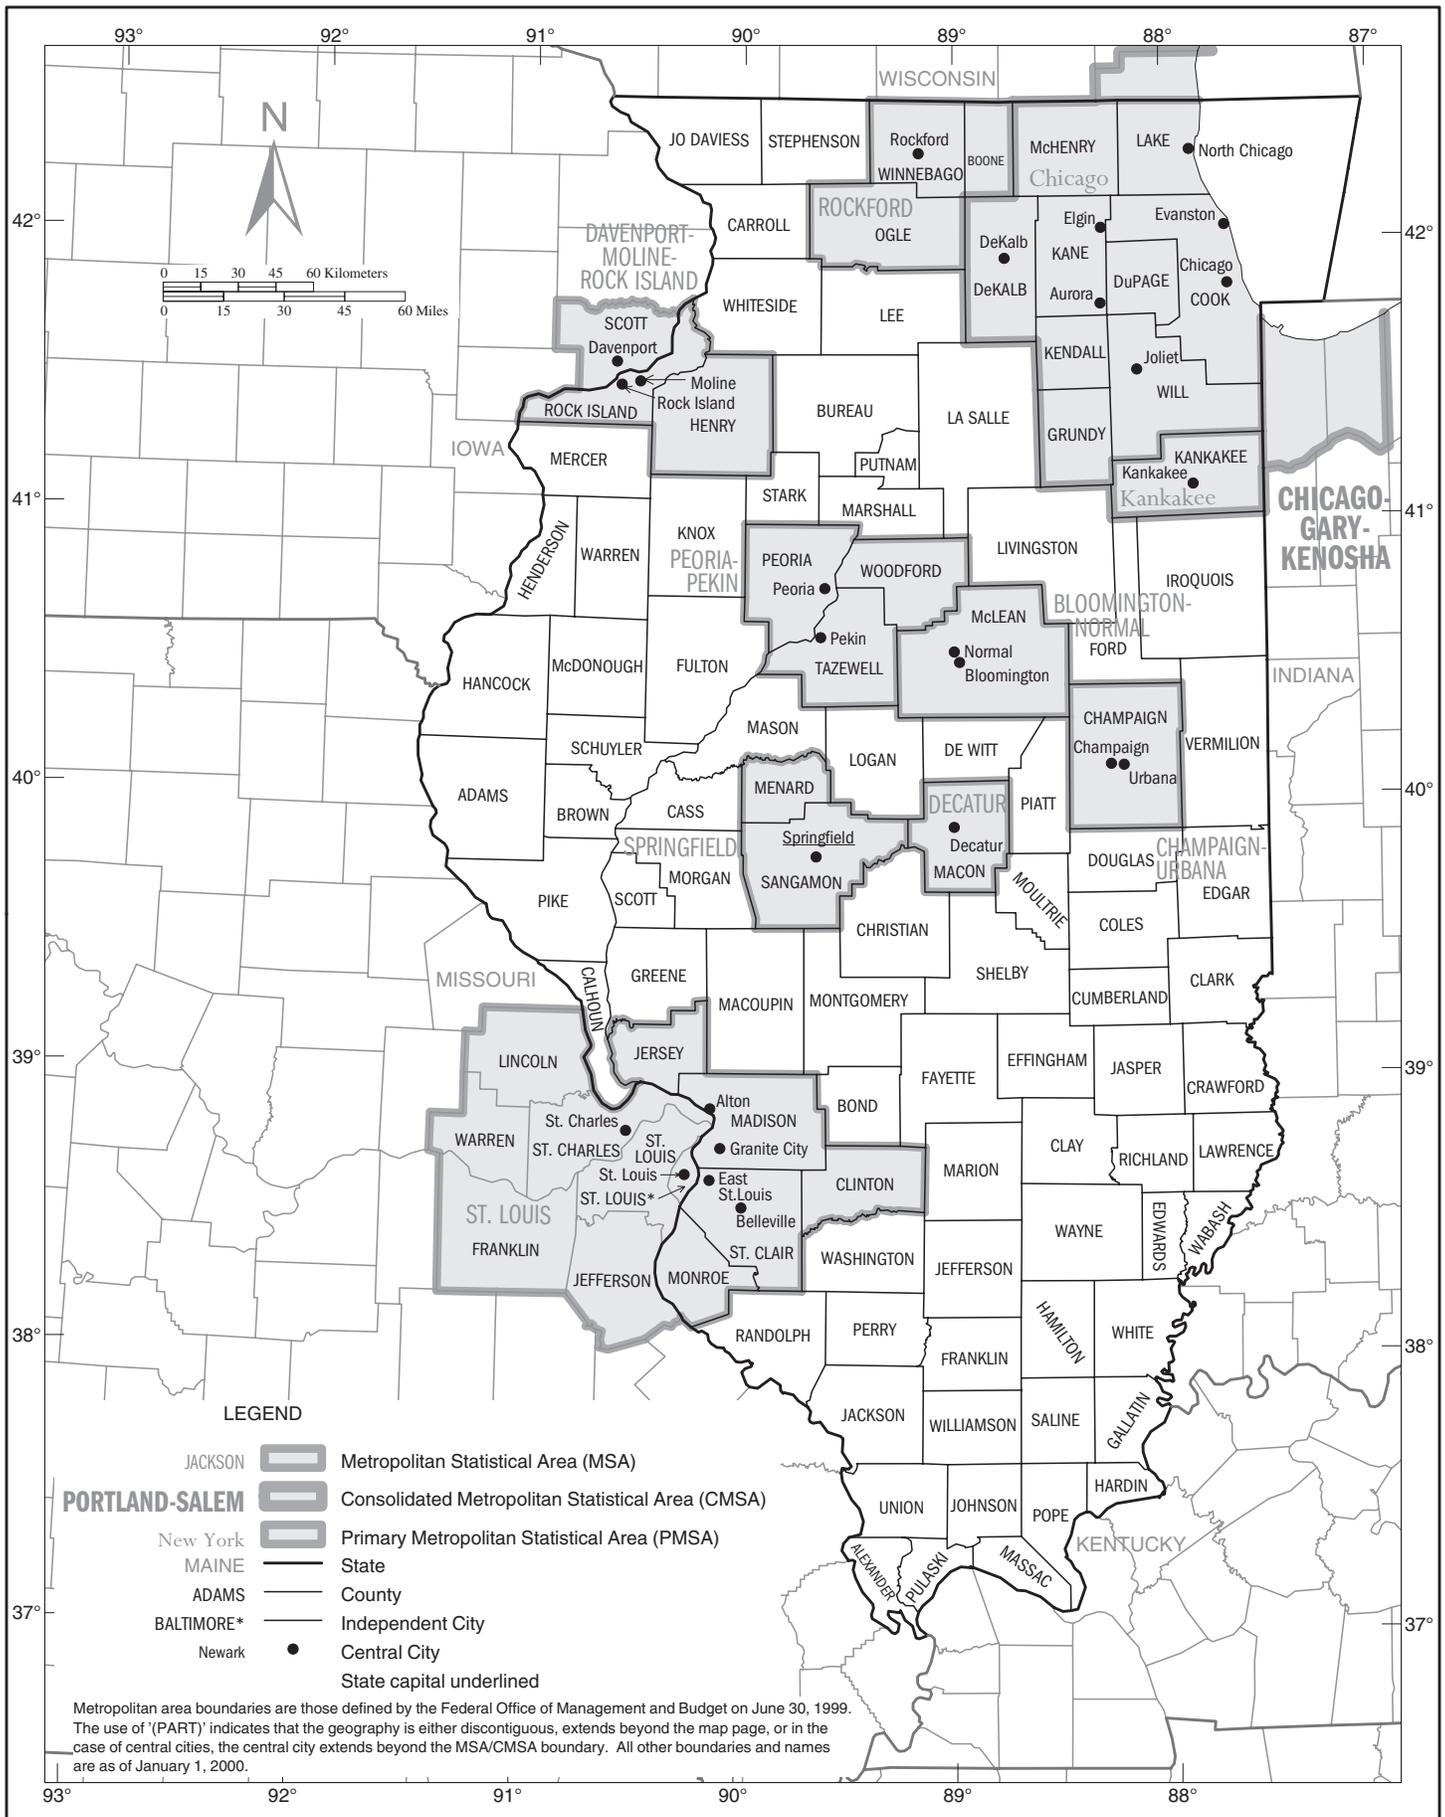 93°
92°
91°
90°
89°
88°
87°
WISCONSIN
N
JO DAVIESS
STEPHENSON
Rockford
WINNEBAGO
BOONE
McHENRY
Chicago
LAKE
North Chicago
42°
42°
CARROLL
ROCKFORD
OGLE
DeKalb
DeKALB
Elgin
KANE
Aurora
Evanston
DuPAGE
Chicago
COOK
DAVENPORT-
MOLINE-
ROCK ISLAND
0 15 30 45 60 Kilometers
0 15 30 45 60 Miles
WHITESIDE
LEE
SCOTT
Davenport
Moline
Rock Island
ROCK ISLAND
HENRY
KENDALL
Joliet
WILL
BUREAU
LA SALLE
GRUNDY
PUTNAM
IOWA
MERCER
KANKAKEE
Kankakee
Kankakee
41°
41°
STARK
MARSHALL
CHICAGO-
GARY-
KENOSHA
HENDERSON
WARREN
KNOX
PEORIA-
PEKIN
PEORIA
Peoria
WOODFORD
LIVINGSTON
IROQUOIS
BLOOMINGTON-
NORMAL
FORD
McLEAN
Normal
Bloomington
Pekin
TAZEWELL
HANCOCK
McDONOUGH
FULTON
INDIANA
MASON
SCHUYLER
LOGAN
DE WITT
CHAMPAIGN
Champaign
Urbana
VERMILION
40°
40°
ADAMS
BROWN
CASS
MENARD
DECATUR
Decatur
MACON
PIATT
SPRINGFIELD
Springfield
SANGAMON
DOUGLAS
CHAMPAIGN-
URBANA
EDGAR
PIKE
SCOTT
MORGAN
MOULTRIE
CHRISTIAN
COLES
MISSOURI
CALHOUN
GREENE
MACOUPIN
MONTGOMERY
SHELBY
CUMBERLAND
CLARK
39°
39°
LINCOLN
JERSEY
FAYETTE
EFFINGHAM
JASPER
CRAWFORD
Alton
MADISON
BOND
WARREN
St. Charles
ST. CHARLES
ST.
LOUIS
Granite City
St. Louis
East
St.Louis
ST. LOUIS*
Belleville
CLINTON
MARION
CLAY
RICHLAND
LAWRENCE
ST. LOUIS
FRANKLIN
JEFFERSON
MONROE
ST. CLAIR
WASHINGTON
JEFFERSON
WAYNE
EDWARDS
WABASH
38°
38°
RANDOLPH
PERRY
FRANKLIN
HAMILTON
WHITE
JACKSON
WILLIAMSON
SALINE
GALLATIN
UNION
JOHNSON
POPE
HARDIN
KENTUCKY
ALEXANDER
PULASKI
MASSAC
37°
37°
LEGEND
JACKSON Metropolitan Statistical Area (MSA)
PORTLAND-SALEM Consolidated Metropolitan Statistical Area (CMSA)
New York Primary Metropolitan Statistical Area (PMSA)
MAINE State
ADAMS County
BALTIMORE* Independent City
Newark Central City
State capital underlined
Metropolitan area boundaries are those defined by the Federal Office of Management and Budget on June 30, 1999.
The use of '(PART)' indicates that the geography is either discontiguous, extends beyond the map page, or in the
case of central cities, the central city extends beyond the MSA/CMSA boundary.  All other boundaries and names
are as of January 1, 2000.
93°
92°
91°
90°
89°
88°